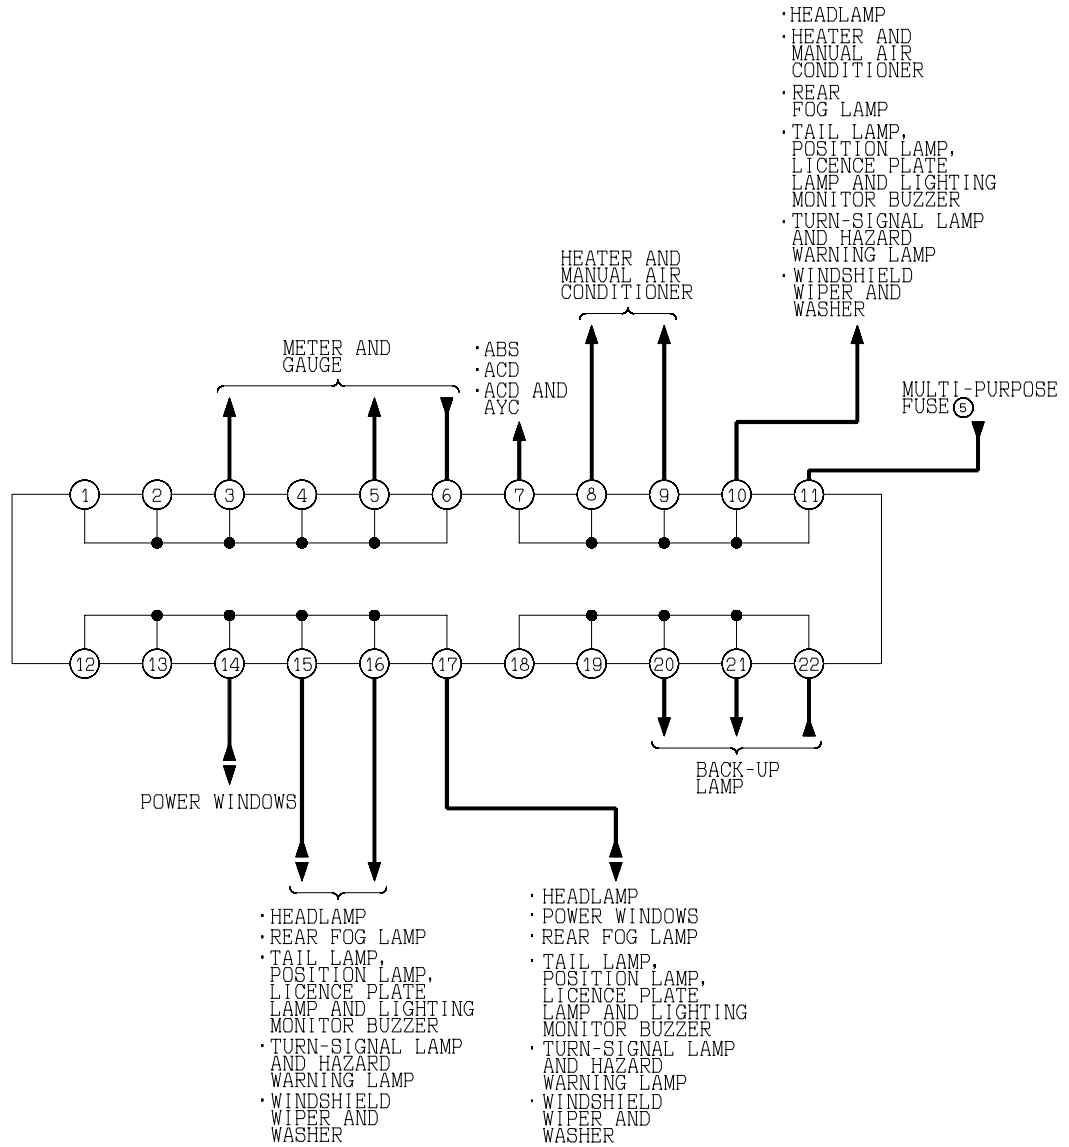 ·HEADLAMP
·HEATER AND
MANUAL AIR
CONDITIONER
·REAR
FOG LAMP
·TAIL LAMP,
POSITION LAMP,
LICENCE PLATE
LAMP AND LIGHTING
MONITOR BUZZER
·TURN-SIGNAL LAMP
AND HAZARD
WARNING LAMP
·WINDSHIELD
WIPER AND
WASHER
HEATER AND
MANUAL AIR
CONDITIONER
METER AND
GAUGE
·ABS
·ACD
·ACD AND
AYC
MULTI-PURPOSE
FUSE 5
1 2 3 4 5 6 7 8 9 10 11
12 13 14 15 16 17 18 19 20 21 22
BACK-UP
LAMP
POWER WINDOWS
·HEADLAMP
·REAR FOG LAMP
·TAIL LAMP,
POSITION LAMP,
LICENCE PLATE
LAMP AND LIGHTING
MONITOR BUZZER
·TURN-SIGNAL LAMP
AND HAZARD
WARNING LAMP
·WINDSHIELD
WIPER AND
WASHER
·HEADLAMP
·POWER WINDOWS
·REAR FOG LAMP
·TAIL LAMP,
POSITION LAMP,
LICENCE PLATE
LAMP AND LIGHTING
MONITOR BUZZER
·TURN-SIGNAL LAMP
AND HAZARD
WARNING LAMP
·WINDSHIELD
WIPER AND
WASHER